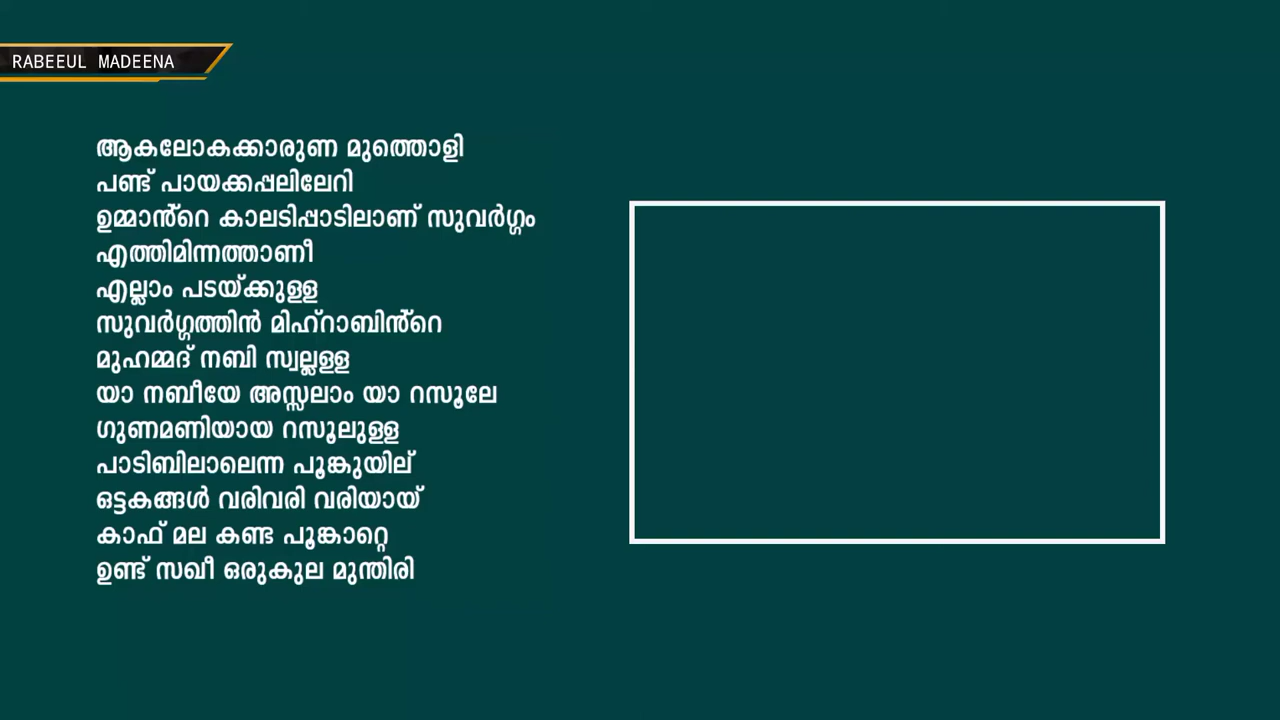 RABEEUL MADEENA
ആകലോകക്കാരുണ മുത്തൊളി
പണ്ട് പായക്കപ്പലിലേറി
ഉമ്മാൻ്റെ കാലടിപ്പാടിലാണ് സുവർഗ്ഗം
എത്തിമിന്നത്താണീ
എല്ലാം പടയ്ക്കുള്ള
സുവർഗ്ഗത്തിൻ മിഹ്റാബിൻ്റെ
മുഹമ്മദ് നബി സ്വല്ലള്ള
യാ നബീയേ അസ്സലാം യാ റസൂലേ
ഗുണമണിയായ റസൂലുള്ള
പാടിബിലാലെന്ന പൂങ്കുയില്
ഒട്ടകങ്ങൾ വരിവരി വരിയായ്
കാഫ് മല കണ്ട പൂങ്കാറ്റെ
ഉണ്ട് സഖീ ഒരുകുല മുന്തിരി